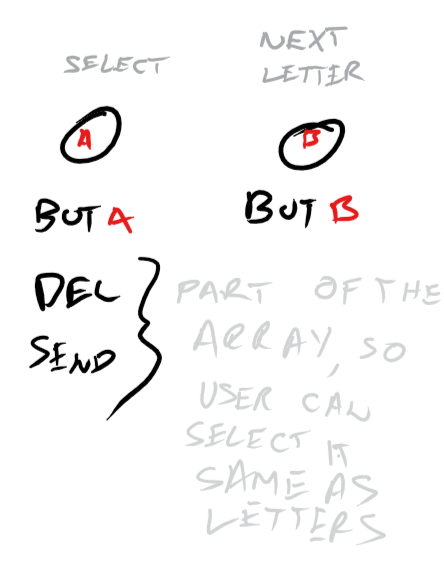 SELECT
NEXT
LETTER
A
B
BUT A
BUT B
DEL
SEND
PART OF THE
ARRAY, SO
USER CAN
SELECT IT
SAME AS
LETTERS